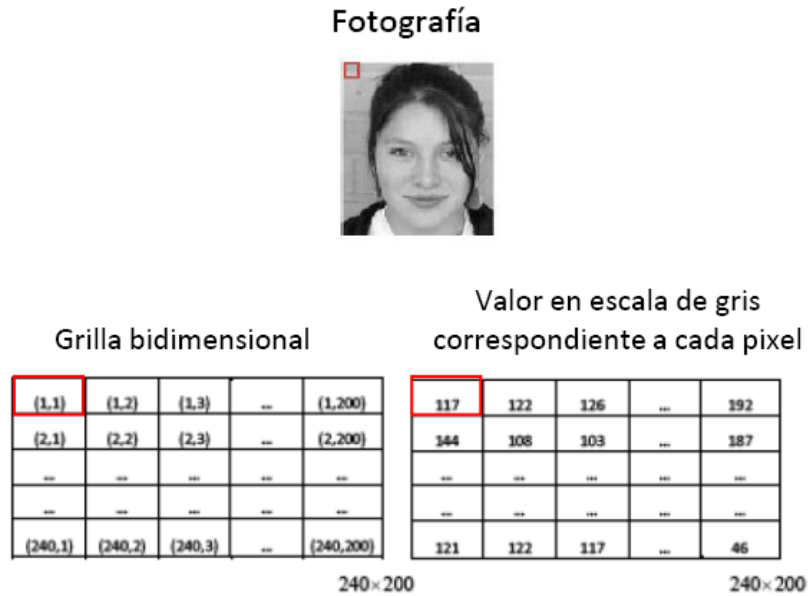 Fotografía
Grilla bidimensional
(1,1) (1,2) (1,3) ... (1,200)
(2,1) (2,2) (2,3) ... (2,200)
... ... ... ... ...
... ... ... ... ...
(240,1) (240,2) (240,3) ... (240,200)
240×200
Valor en escala de gris
correspondiente a cada pixel
117 122 126 ... 192
144 108 103 ... 187
... ... ... ... ...
... ... ... ... ...
121 122 117 ... 46
240×200